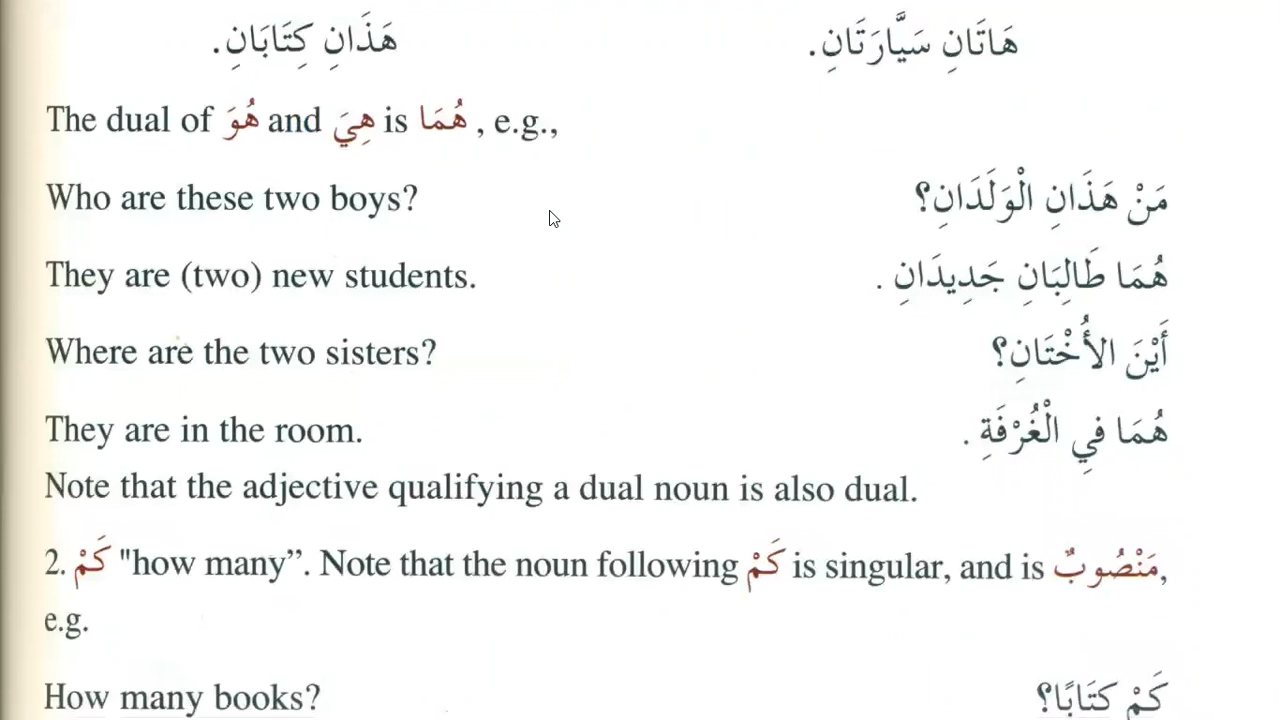 هَاتَانِ سَيَّارَتَانِ. هَذَانِ كِتَابَانِ.
The dual of هُوَ and هِيَ is هُمَا , e.g.,
Who are these two boys? مَنْ هَذَانِ الْوَلَدَانِ؟
They are (two) new students. هُمَا طَالِبَانِ جَدِيدَانِ .
Where are the two sisters? أَيْنَ الأُخْتَانِ؟
They are in the room. هُمَا فِي الْغُرْفَةِ .
Note that the adjective qualifying a dual noun is also dual.
2. كَمْ "how many”. Note that the noun following كَمْ is singular, and is مَنْصُوبٌ,
e.g.
How many books? كَمْ كِتَابًا؟